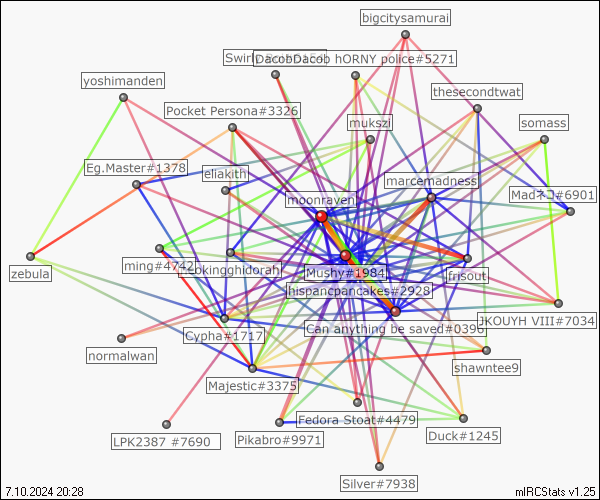 bigcitysamurai
Swirly
DacobDacob hORNY police#5271
yoshimanden
thesecondtwat
Pocket Persona#3326
mukszi
somass
Eg.Master#1378
eliakith
marcemadness
Madネコ#6901
moonraven
zebula
ming#4742
zeokingghidorah
Mushy#1984
frisout
hispancpancakes#2928
JKOUYH VIII#7034
Cypha#1717
Can anything be saved#0396
normalwan
shawntee9
Majestic#3375
LPK2387 #7690
Pikabro#9971
Fedora Stoat#4479
Duck#1245
Silver#7938
7.10.2024 20:28
mIRCStats v1.25